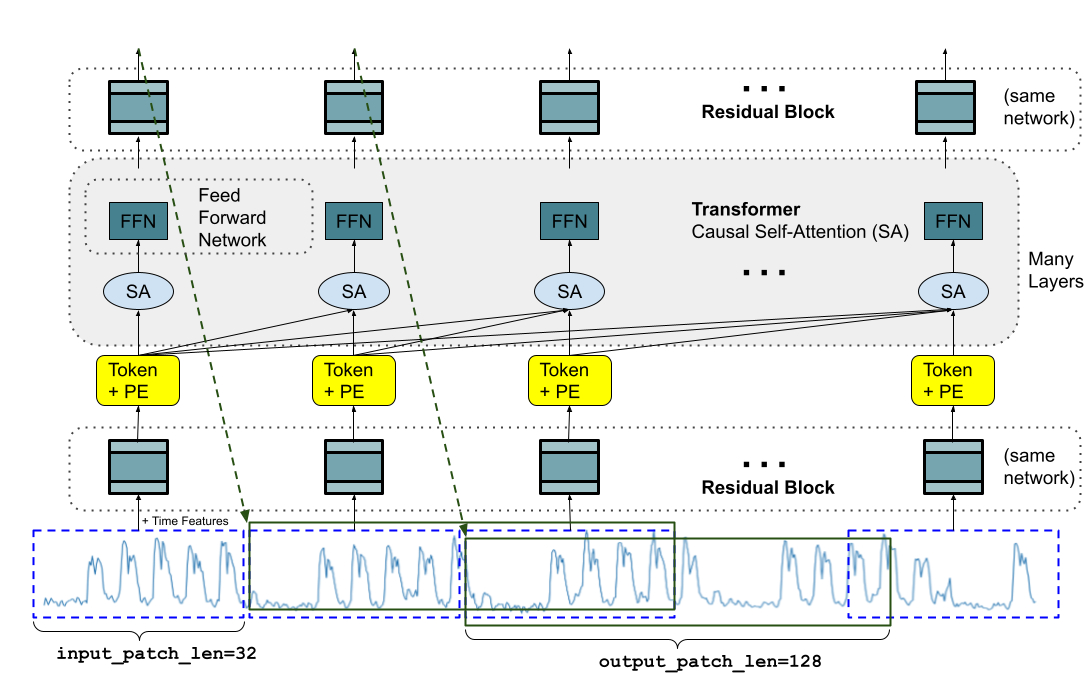 ▪ ▪ ▪
Residual Block
(same
network)
Feed
Forward
Network
FFN
FFN
FFN
FFN
Transformer
Causal Self-Attention (SA)
▪ ▪ ▪
Many
Layers
SA
SA
SA
SA
Token
+ PE
Token
+ PE
Token
+ PE
Token
+ PE
▪ ▪ ▪
Residual Block
(same
network)
+ Time Features
input_patch_len=32
output_patch_len=128